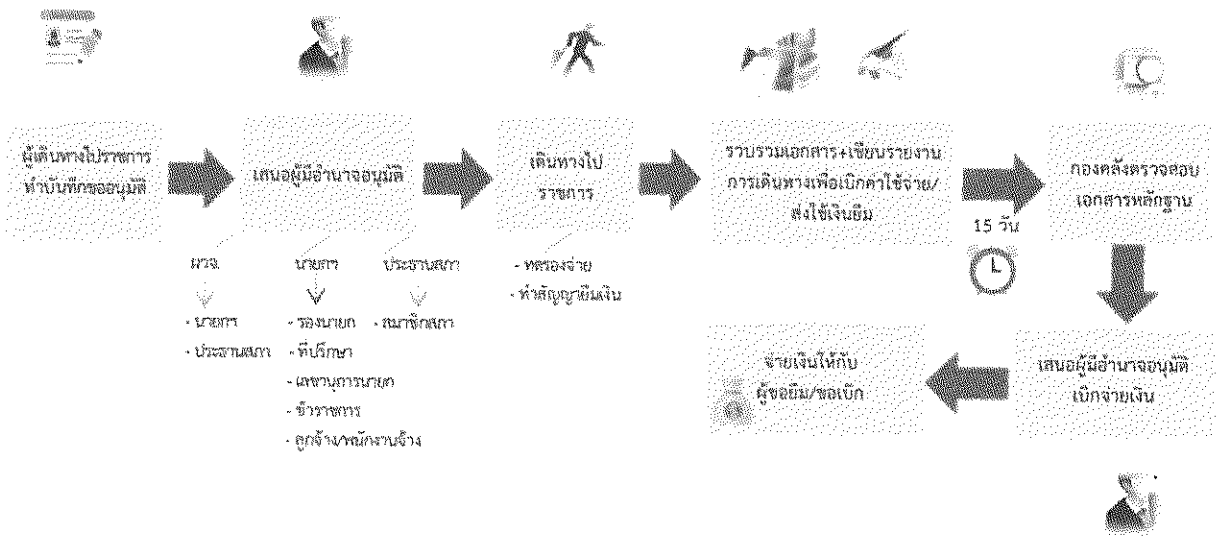 ผู้เดินทางไปราชการ
ทำบันทึกขออนุมัติ
เสนอผู้มีอำนาจอนุมัติ
ผวจ.
- นายกฯ
- ประธานสภา
นายกฯ
- รองนายก
- ที่ปรึกษา
- เลขานุการนายก
- ข้าราชการ
- ลูกจ้าง/พนักงานจ้าง
ประธานสภา
- สมาชิกสภา
เดินทางไป
ราชการ
- ทดรองจ่าย
- ทำสัญญายืมเงิน
รวบรวมเอกสาร+เขียนรายงาน
การเดินทางเพื่อเบิกค่าใช้จ่าย/
ส่งใช้เงินยืม
15 วัน
กองคลังตรวจสอบ
เอกสารหลักฐาน
เสนอผู้มีอำนาจอนุมัติ
เบิกจ่ายเงิน
จ่ายเงินให้กับ
ผู้ขอยืม/ขอเบิก